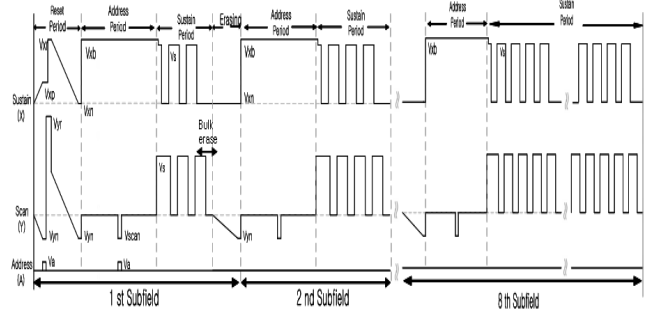 Reset Period
Address Period
Sustain Period
Erasing
Address Period
Sustain Period
Address Period
Sustain Period
Vxr
Vxb
Vs
Vxb
Vxb
Vs
Vxp
Vxn
Vxn
Sustain (X)
Bulk erase
Vyr
Vs
Scan (Y)
Vyn
Vyn
Vscan
Vyn
Address (A)
Va
Va
1 st Subfield
2 nd Subfield
8 th Subfield